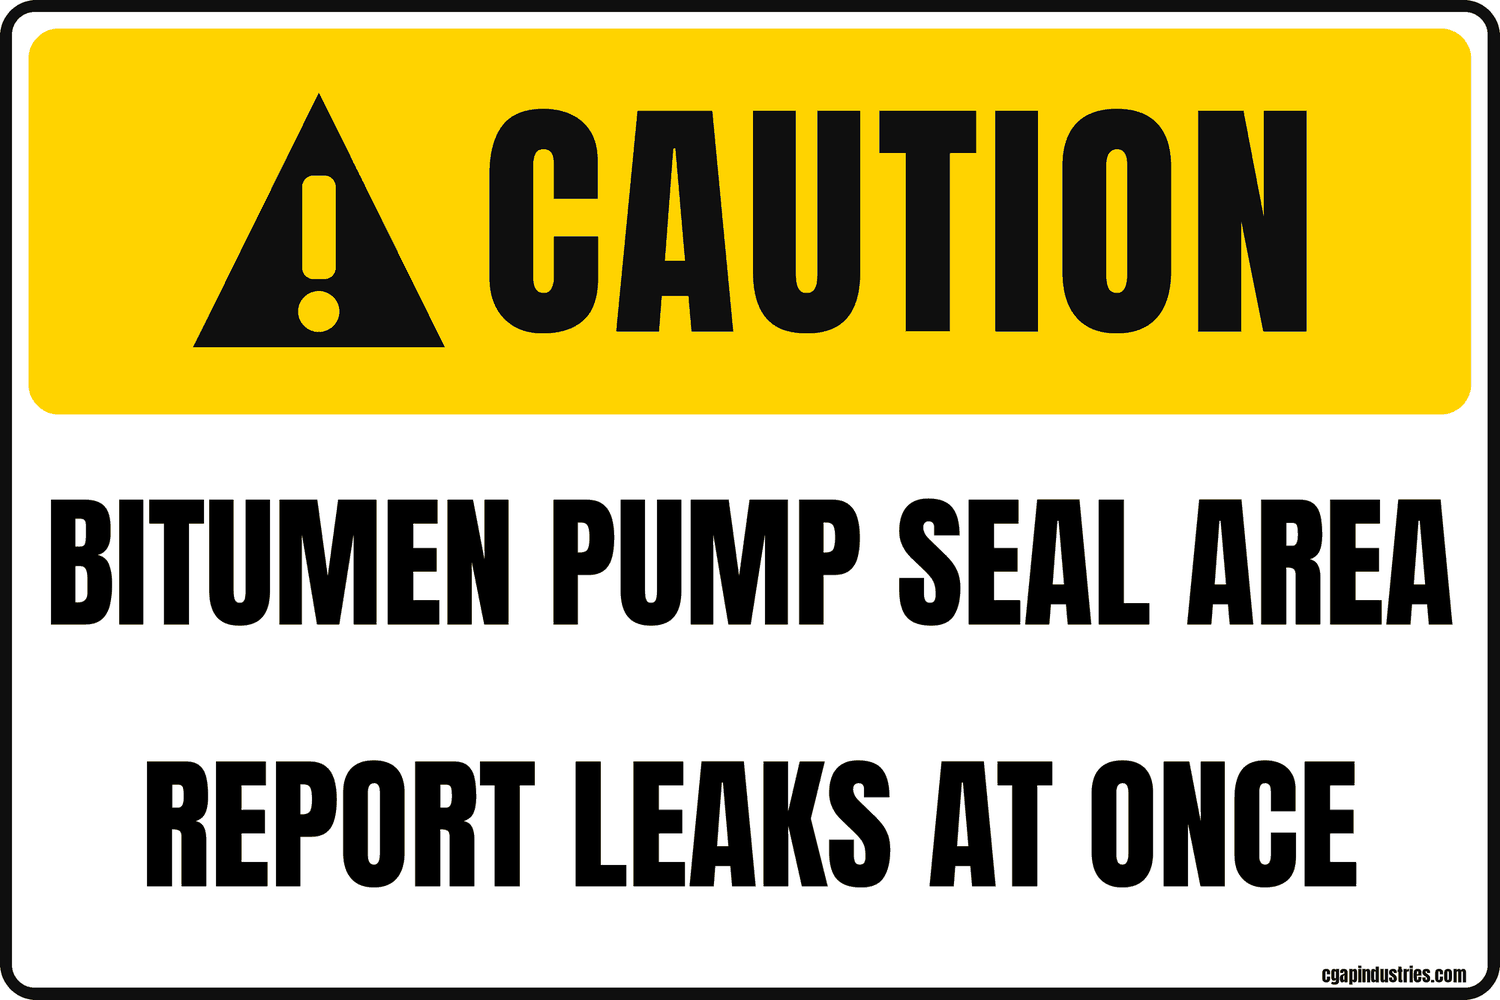 CAUTION
BITUMEN PUMP SEAL AREA
REPORT LEAKS AT ONCE
cgapindustries.com